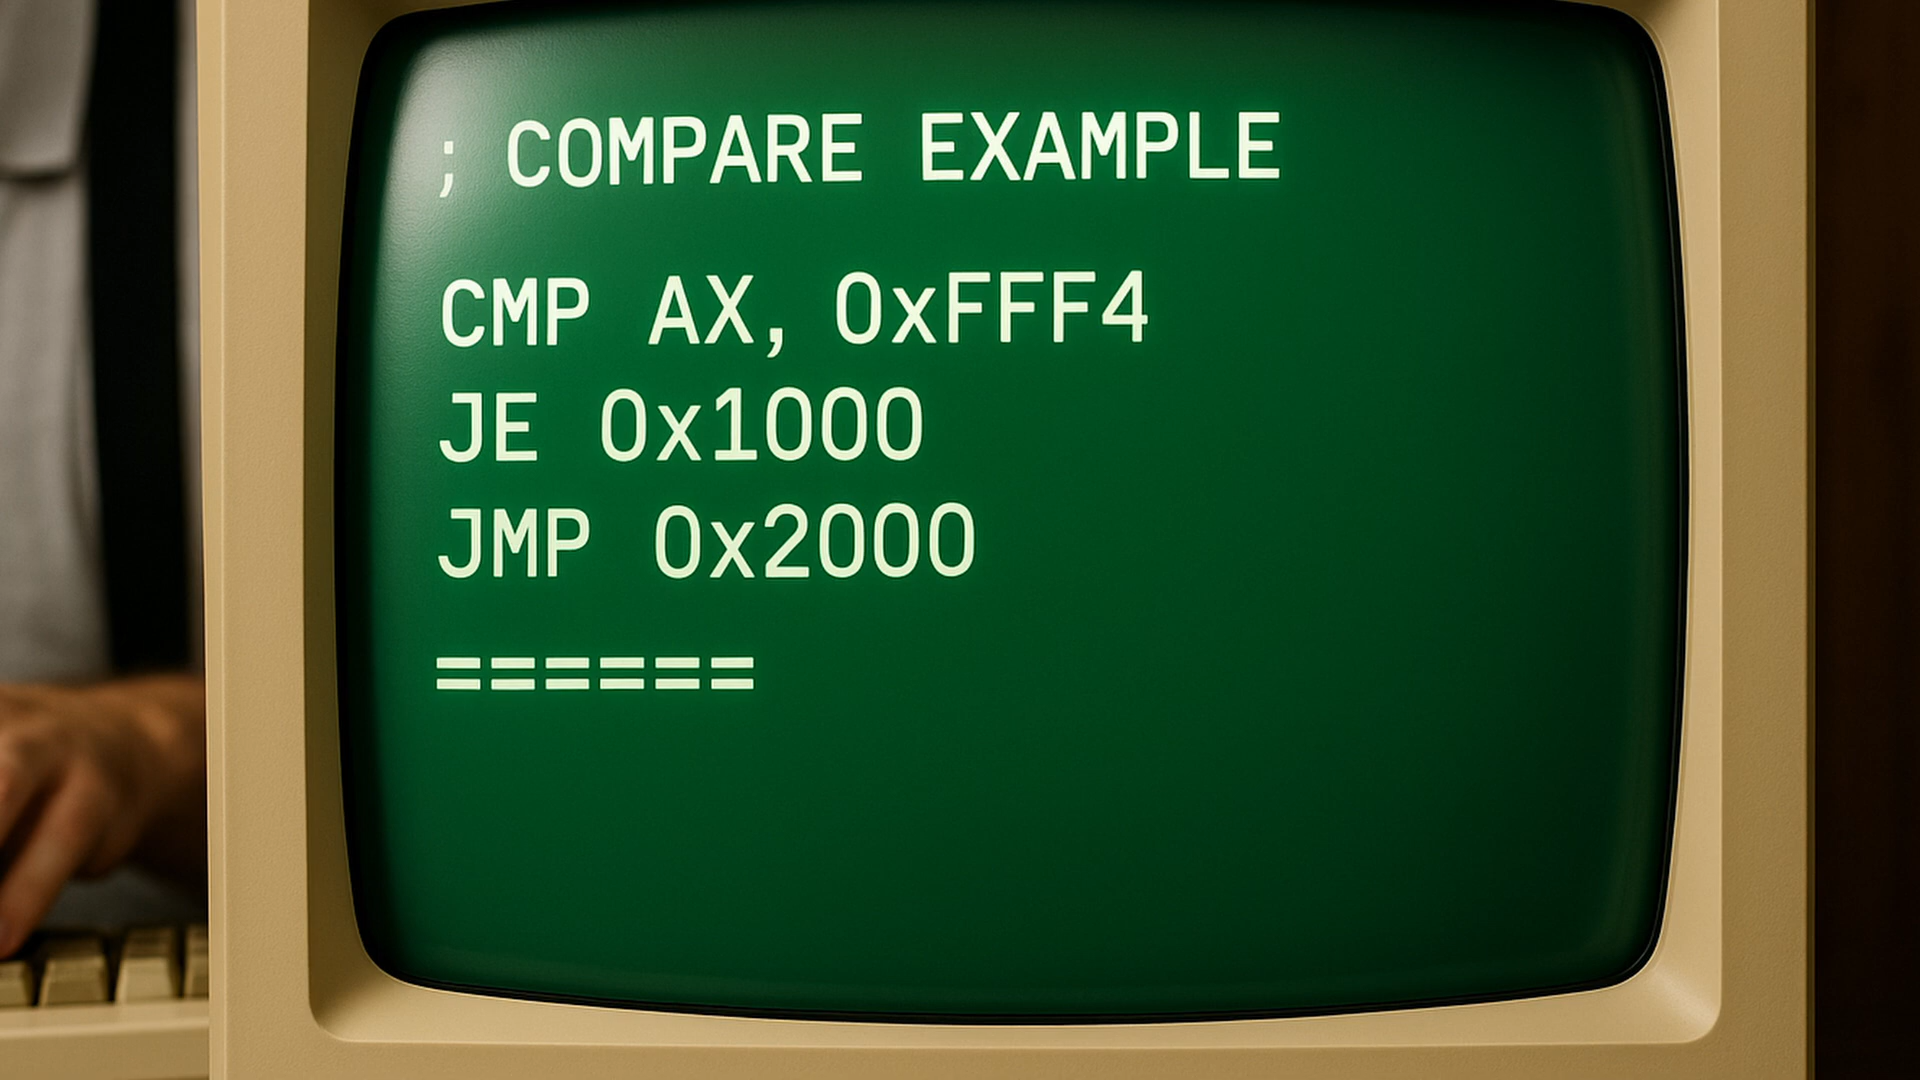 ; COMPARE EXAMPLE
CMP AX, 0xFFF4
JE 0x1000
JMP 0x2000
======